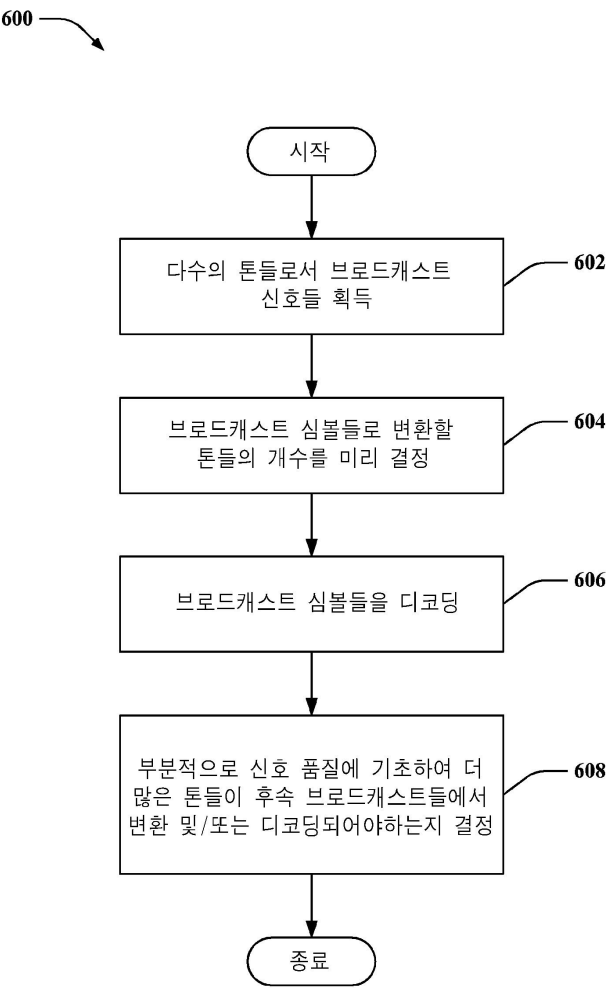 600
시작
다수의 톤들로서 브로드캐스트
신호들 획득
602
브로드캐스트 심볼들로 변환할
톤들의 개수를 미리 결정
604
브로드캐스트 심볼들을 디코딩
606
부분적으로 신호 품질에 기초하여 더
많은 톤들이 후속 브로드캐스트들에서
변환 및/또는 디코딩되어야하는지 결정
608
종료